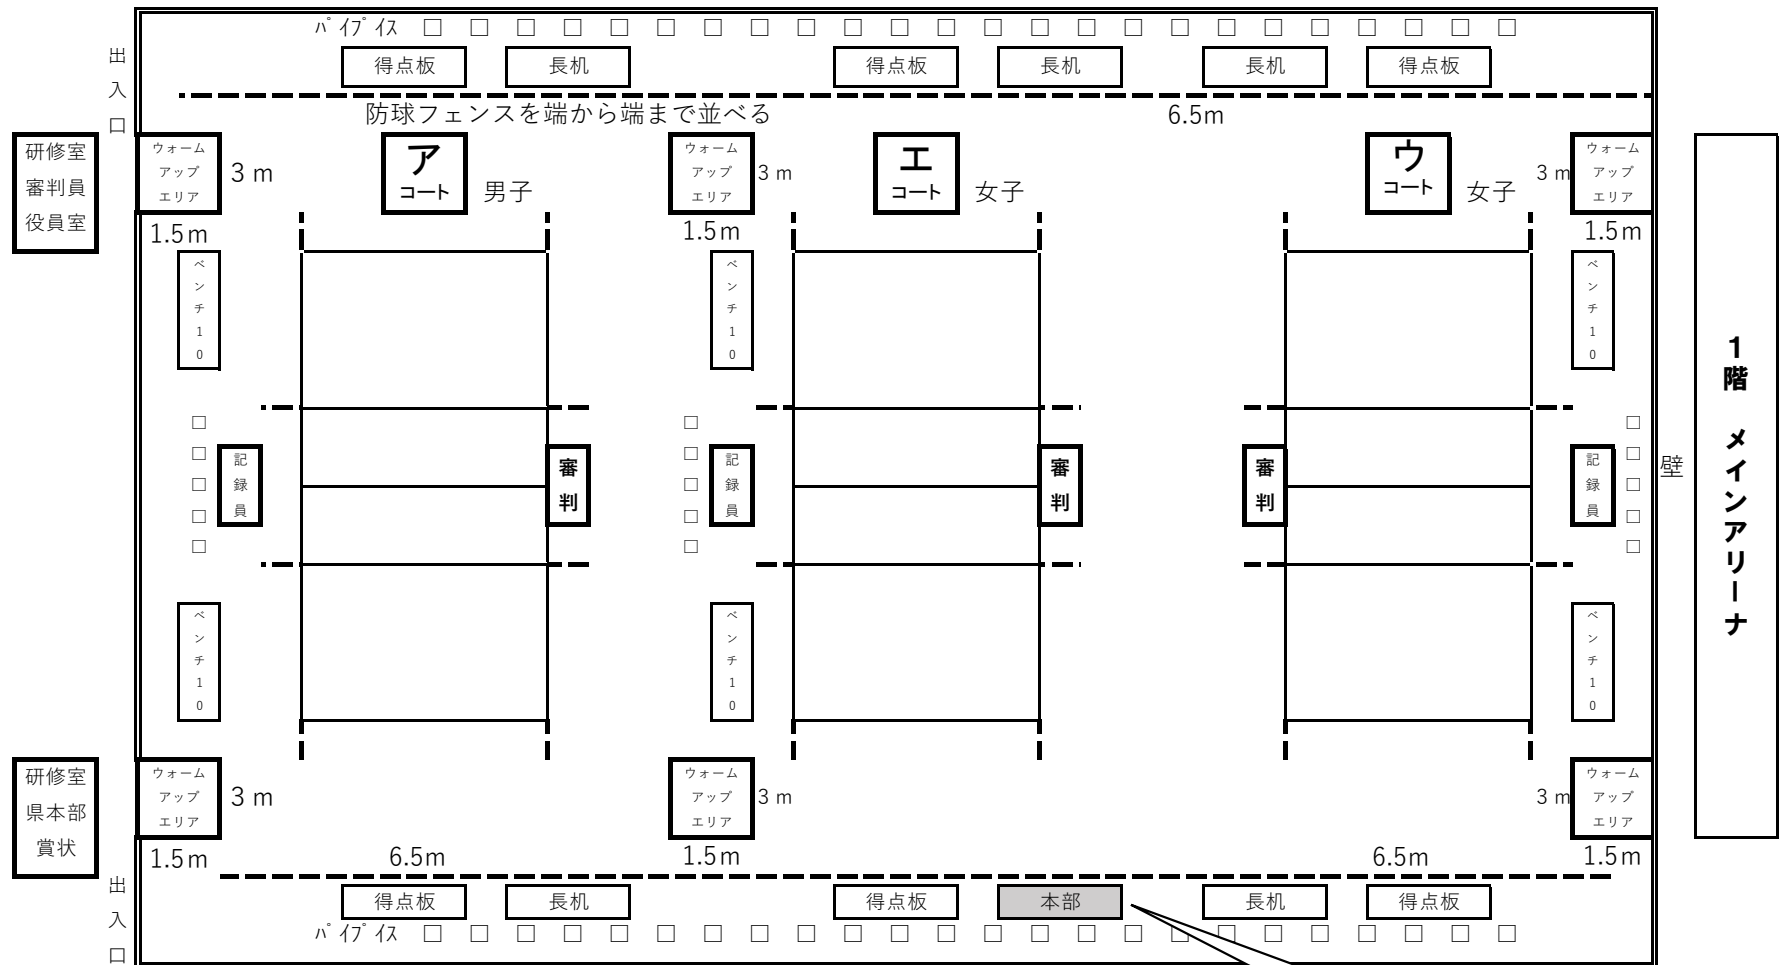 パイプイス □ □ □ □ □ □ □ □ □ □ □ □ □ □ □ □ □ □ □ □ □ □ □ □
得点板 長机 得点板 長机 長机 得点板
出入口
防球フェンスを端から端まで並べる 6.5m
研修室
審判員
役員室
ウォーム
アップ
エリア
3 m
1.5m
ア
コート
男子
ウォーム
アップ
エリア
3 m
1.5m
エ
コート
女子
ウ
コート
女子
3 m
ウォーム
アップ
エリア
1.5m
ベンチ10
ベンチ10
ベンチ10
□□□□□
記録員
審判
□□□□□
記録員
審判
審判
記録員
□□□□□
壁
1階 メインアリーナ
ベンチ10
ベンチ10
ベンチ10
研修室
県本部
賞状
ウォーム
アップ
エリア
3 m
1.5m
6.5m
ウォーム
アップ
エリア
3 m
1.5m
6.5m
3 m
ウォーム
アップ
エリア
1.5m
出入口
得点板 長机 得点板 本部 長机 得点板
パイプイス □ □ □ □ □ □ □ □ □ □ □ □ □ □ □ □ □ □ □ □ □ □ □ □